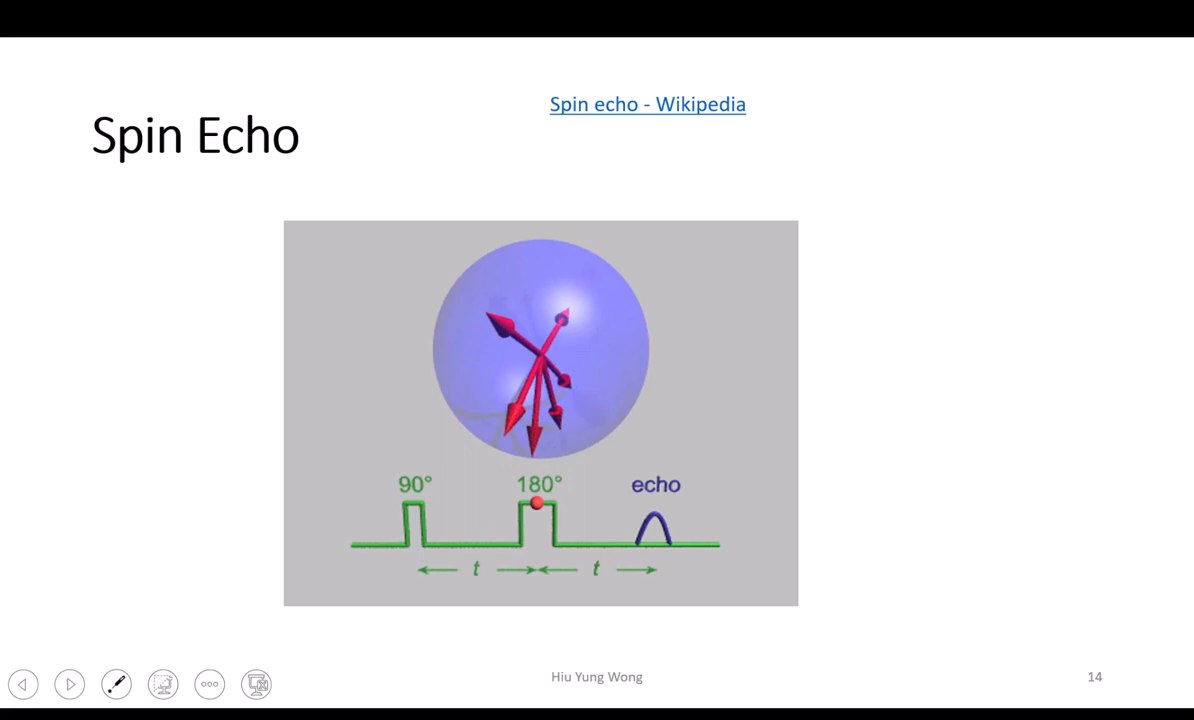 Spin echo - Wikipedia
Spin Echo
90°
180°
echo
t
t
Hiu Yung Wong
14